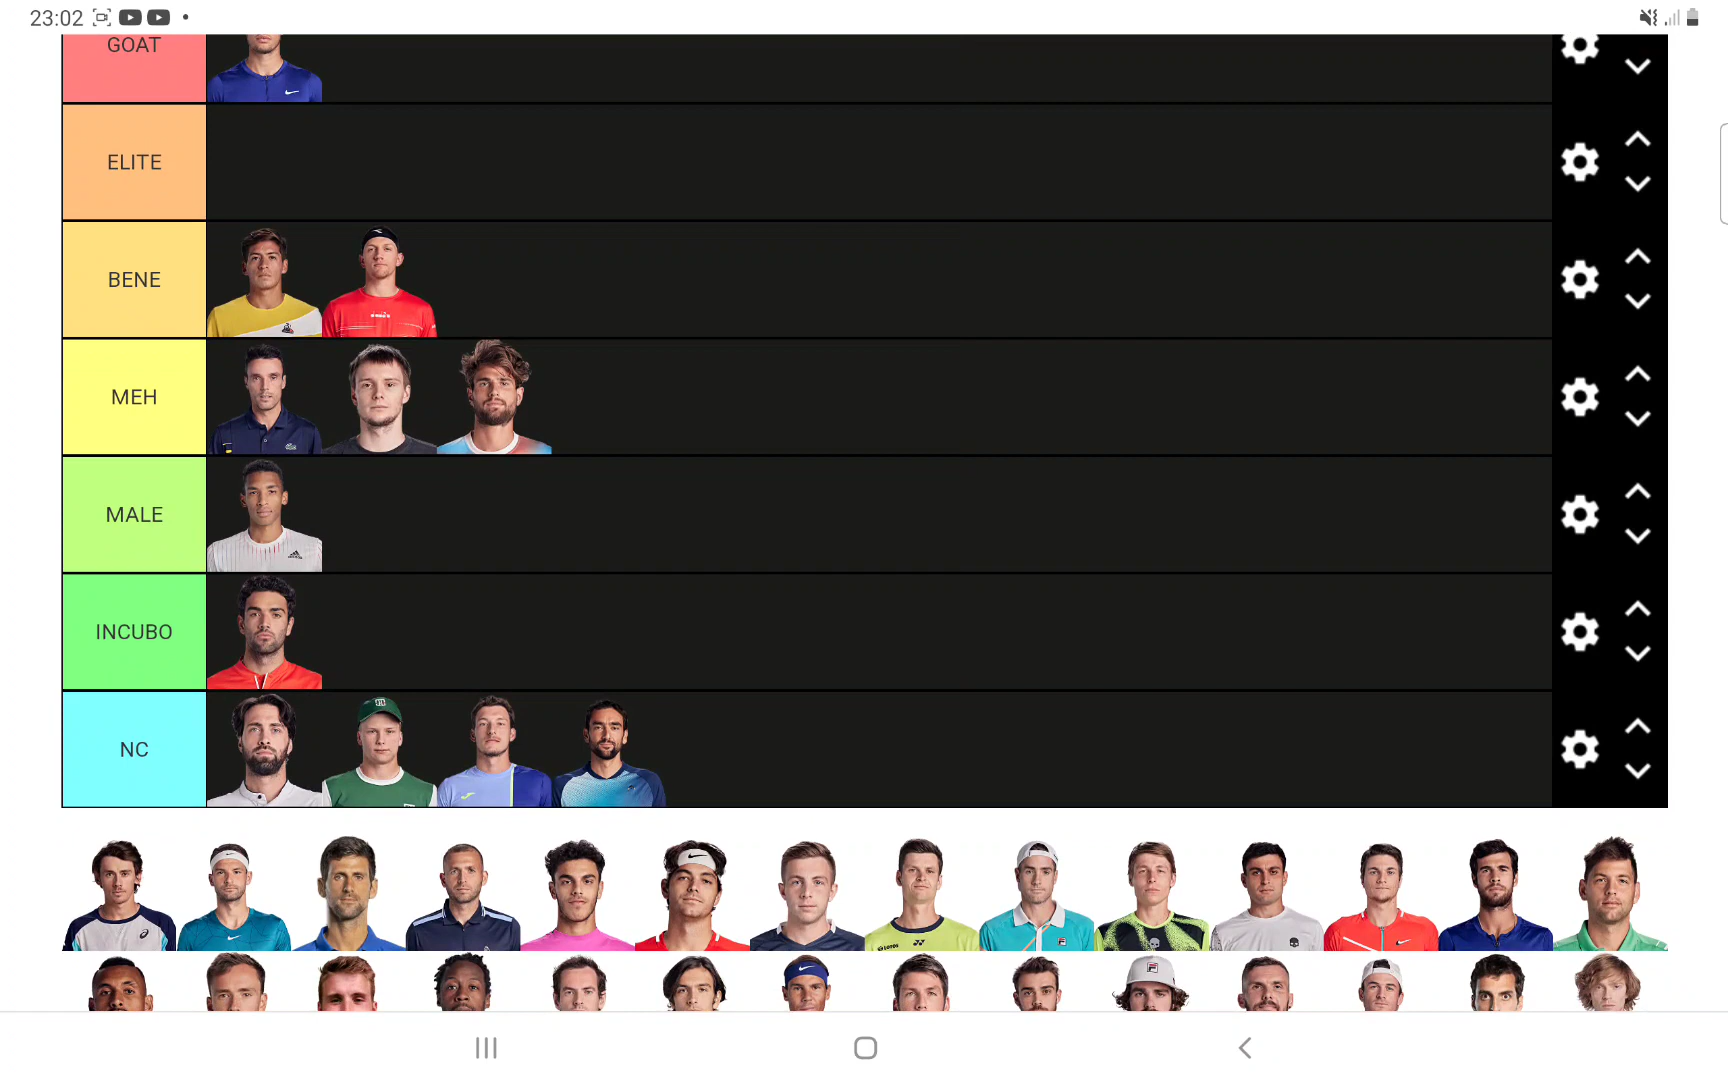 23:02
GOAT
ELITE
BENE
MEH
MALE
INCUBO
NC